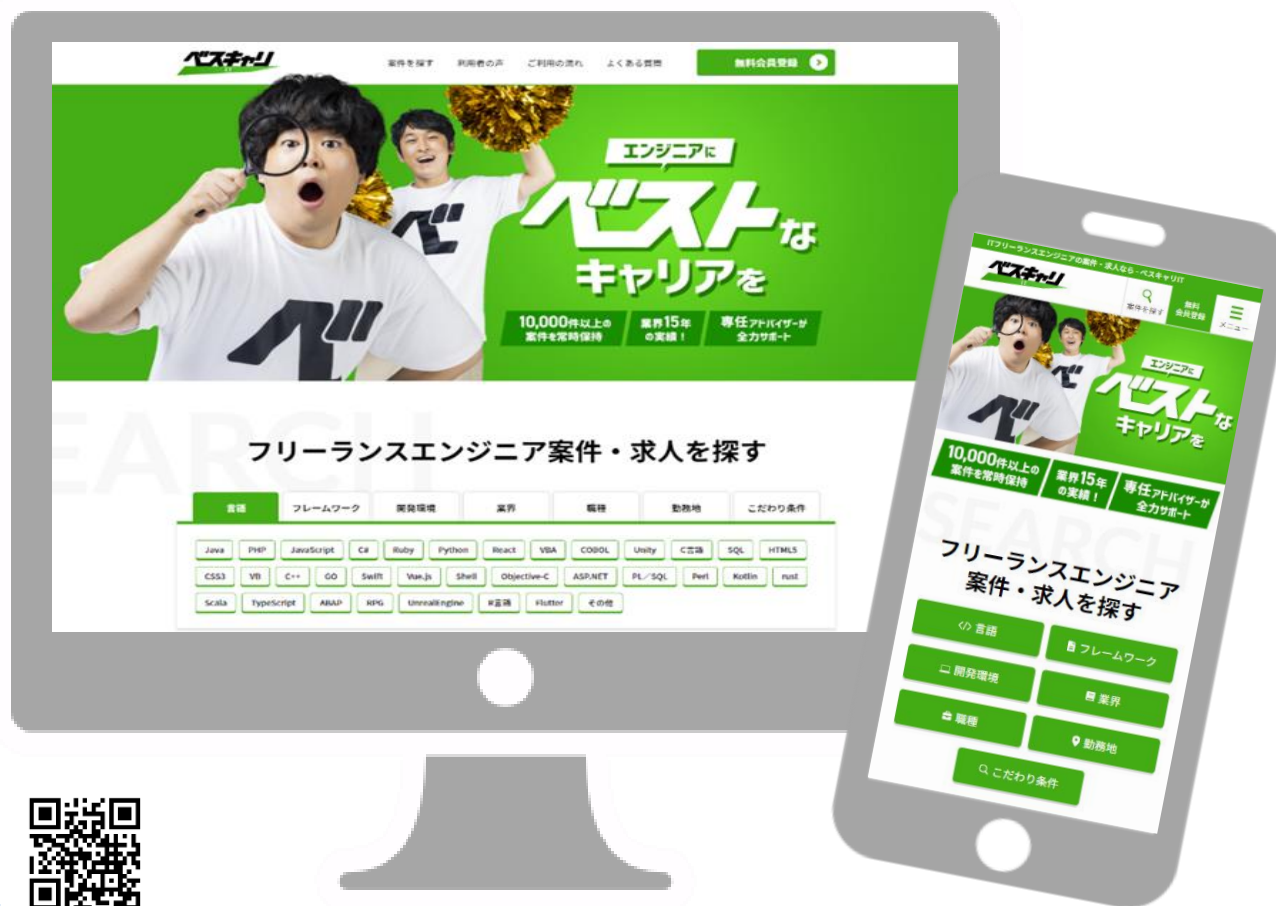 ベスキャリ
IT
案件を探す 利用者の声 ご利用の流れ よくある質問 無料会員登録
エンジニアに
ベストな
キャリアを
10,000件以上の
案件を常時保持
業界15年
の実績！
専任アドバイザーが
全力サポート
ベ
ベ
SEARCH
フリーランスエンジニア案件・求人を探す
言語 フレームワーク 開発環境 業界 職種 勤務地 こだわり条件
Java PHP JavaScript C# Ruby Python React VBA COBOL Unity C言語 SQL HTML5
CSS3 VB C++ GO Swift Vue.js Shell Objective-C ASP.NET PL／SQL Perl Kotlin rust
Scala TypeScript ABAP RPG UnrealEngine R言語 Flutter その他
ITフリーランスエンジニアの案件・求人なら - ベスキャリIT
ベスキャリ
IT
案件を探す
無料
会員登録
メニュー
エンジニアに
ベストな
キャリアを
ベ
ベ
10,000件以上の
案件を常時保持
業界15年
の実績！
専任アドバイザーが
全力サポート
SEARCH
フリーランスエンジニア
案件・求人を探す
言語 フレームワーク
開発環境 業界
職種 勤務地
こだわり条件